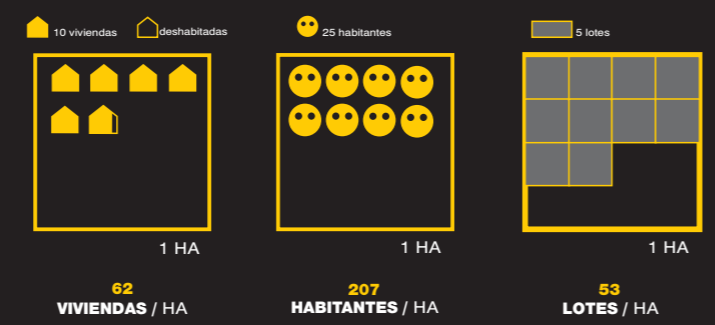 10 viviendas
deshabitadas
25 habitantes
5 lotes
1 HA
1 HA
1 HA
62
VIVIENDAS / HA
207
HABITANTES / HA
53
LOTES / HA